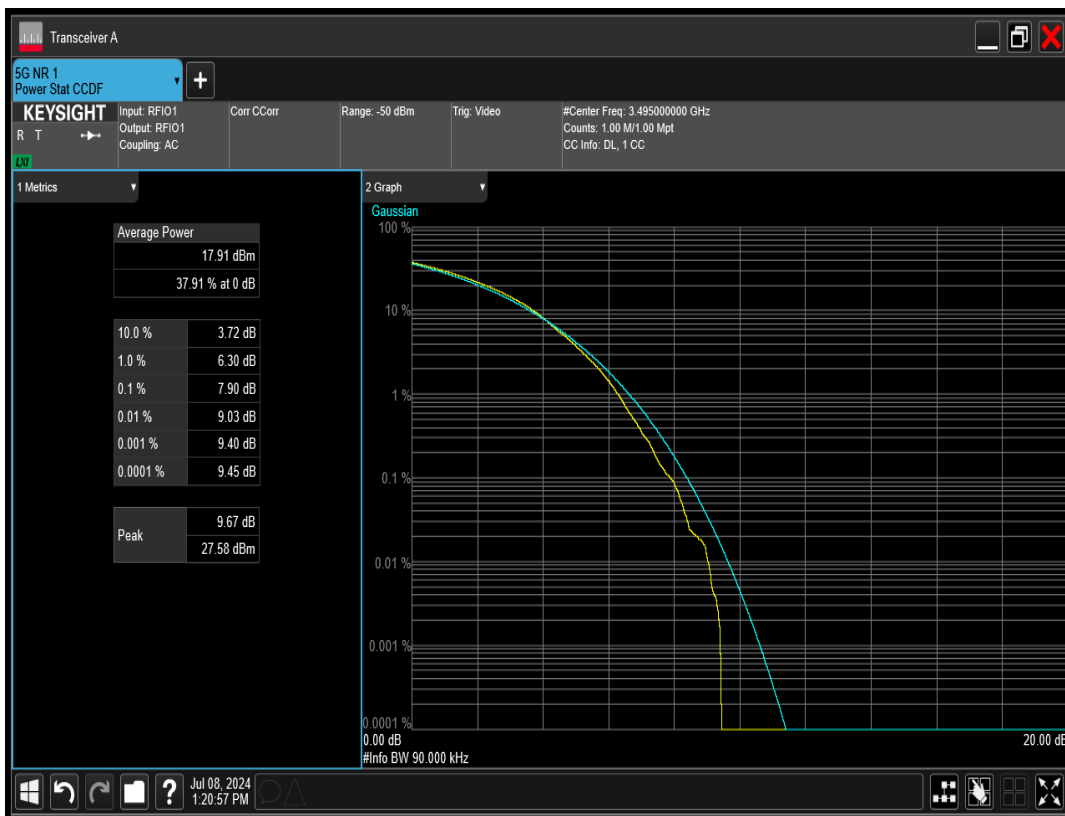 Transceiver A
5G NR 1
Power Stat CCDF
+
KEYSIGHT
R T
LXI
Input: RFIO1
Output: RFIO1
Coupling: AC
Corr CCorr
Range: -50 dBm
Trig: Video
#Center Freq: 3.495000000 GHz
Counts: 1.00 M/1.00 Mpt
CC Info: DL, 1 CC
1 Metrics
Average Power
17.91 dBm
37.91 % at 0 dB
10.0 % 3.72 dB
1.0 % 6.30 dB
0.1 % 7.90 dB
0.01 % 9.03 dB
0.001 % 9.40 dB
0.0001 % 9.45 dB
Peak
9.67 dB
27.58 dBm
2 Graph
Gaussian
100 %
10 %
1 %
0.1 %
0.01 %
0.001 %
0.0001 %
0.00 dB 20.00 dB
#Info BW 90.000 kHz
?
Jul 08, 2024
1:20:57 PM